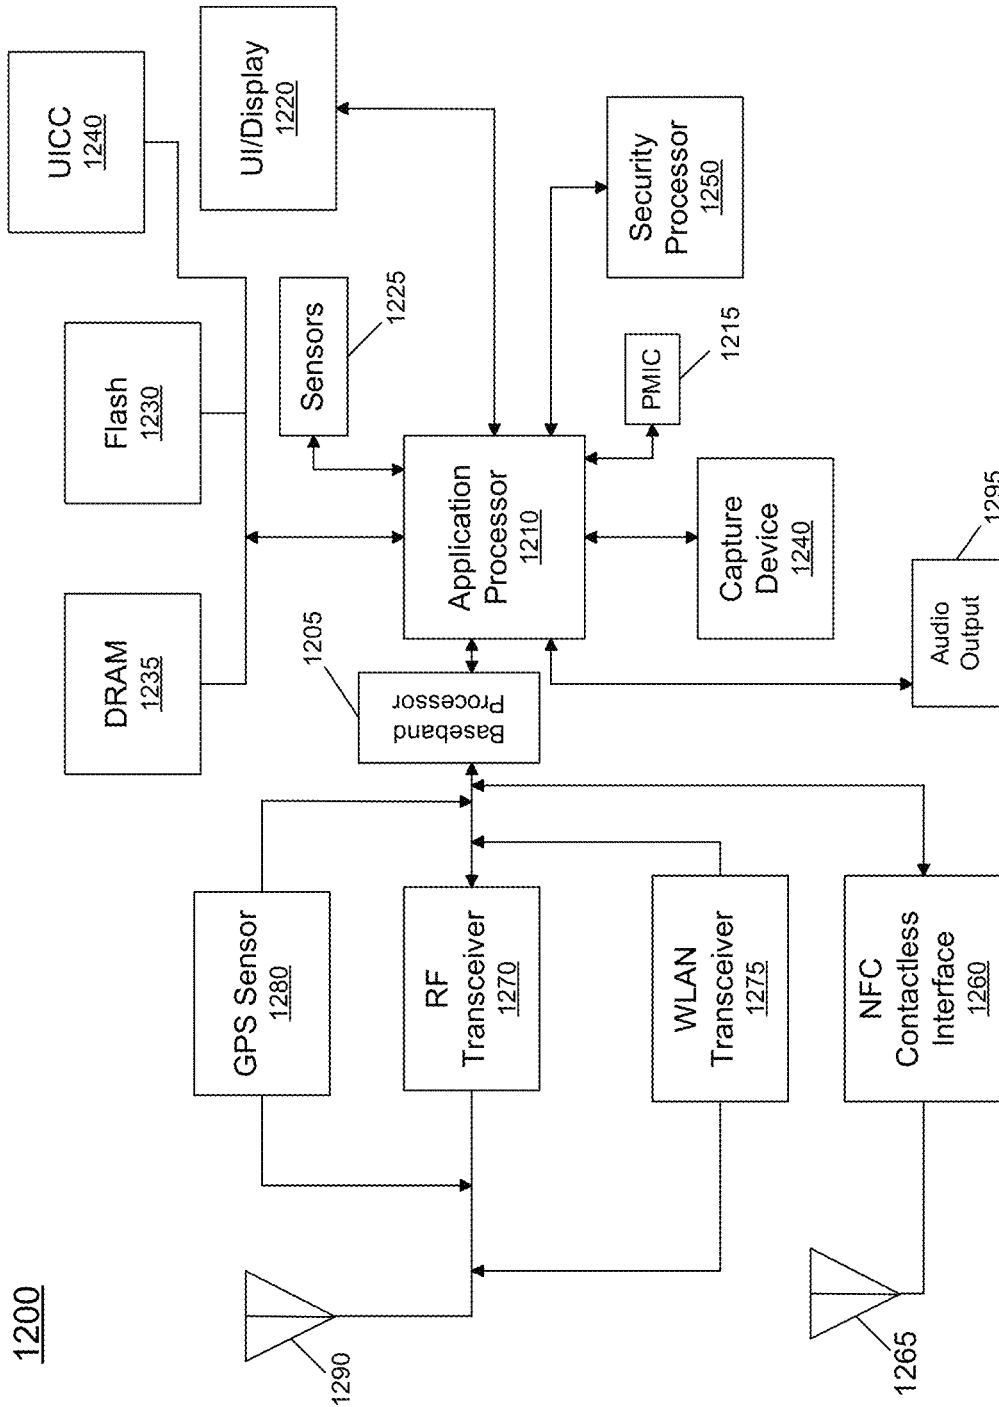 1200
UICC
1240
Flash
1230
DRAM
1235
UI/Display
1220
Sensors
1225
Application
Processor
1210
Baseband
Processor
1205
Security
Processor
1250
PMIC
1215
Capture
Device
1240
Audio
Output
1295
GPS Sensor
1280
RF
Transceiver
1270
WLAN
Transceiver
1275
NFC
Contactless
Interface
1260
1290
1265